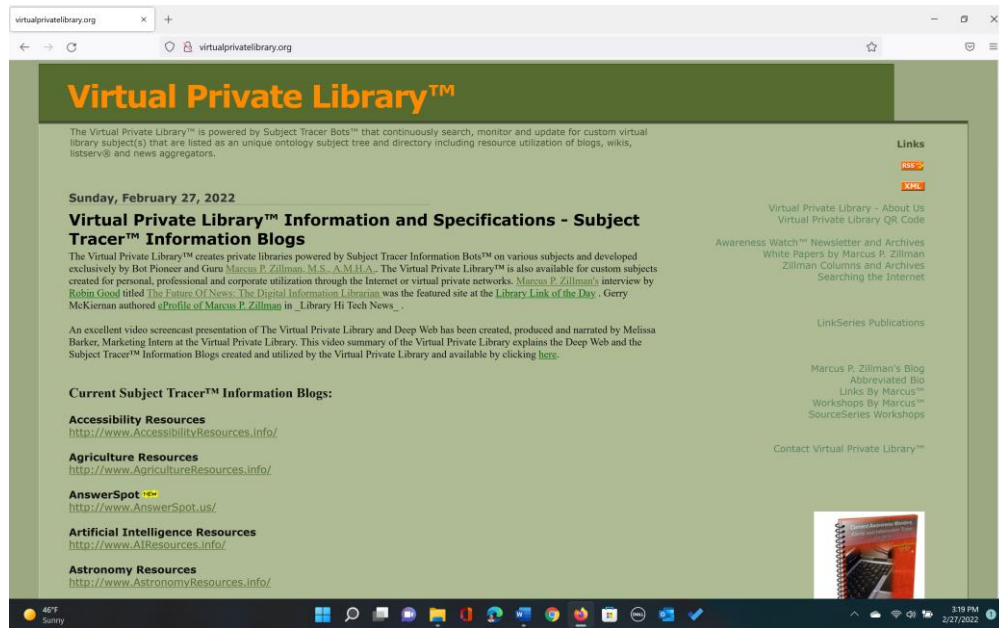 virtualprivatelibrary.org
virtualprivatelibrary.org
Virtual Private Library™
The Virtual Private Library™ is powered by Subject Tracer Bots™ that continuously search, monitor and update for custom virtual
library subject(s) that are listed as an unique ontology subject tree and directory including resource utilization of blogs, wikis,
listserv® and news aggregators.
Links
RSS
XML
Sunday, February 27, 2022
Virtual Private Library™ Information and Specifications - Subject
Tracer™ Information Blogs
The Virtual Private Library™ creates private libraries powered by Subject Tracer Information Bots™ on various subjects and developed
exclusively by Bot Pioneer and Guru Marcus P. Zillman, M.S., A.M.H.A.. The Virtual Private Library™ is also available for custom subjects
created for personal, professional and corporate utilization through the Internet or virtual private networks. Marcus P. Zillman's interview by
Robin Good titled The Future Of News: The Digital Information Librarian was the featured site at the Library Link of the Day . Gerry
McKiernan authored eProfile of Marcus P. Zillman in _Library Hi Tech News_ .
An excellent video screencast presentation of The Virtual Private Library and Deep Web has been created, produced and narrated by Melissa
Barker, Marketing Intern at the Virtual Private Library. This video summary of the Virtual Private Library explains the Deep Web and the
Subject Tracer™ Information Blogs created and utilized by the Virtual Private Library and available by clicking here.
Current Subject Tracer™ Information Blogs:
Accessibility Resources
http://www.AccessibilityResources.info/
Agriculture Resources
http://www.AgricultureResources.info/
AnswerSpot NEW
http://www.AnswerSpot.us/
Artificial Intelligence Resources
http://www.AIResources.info/
Astronomy Resources
http://www.AstronomyResources.info/
Virtual Private Library - About Us
Virtual Private Library QR Code
Awareness Watch™ Newsletter and Archives
White Papers by Marcus P. Zillman
Zillman Columns and Archives
Searching the Internet
LinkSeries Publications
Marcus P. Zillman's Blog
Abbreviated Bio
Links By Marcus™
Workshops By Marcus™
SourceSeries Workshops
Contact Virtual Private Library™
46°F
Sunny
3:19 PM
2/27/2022